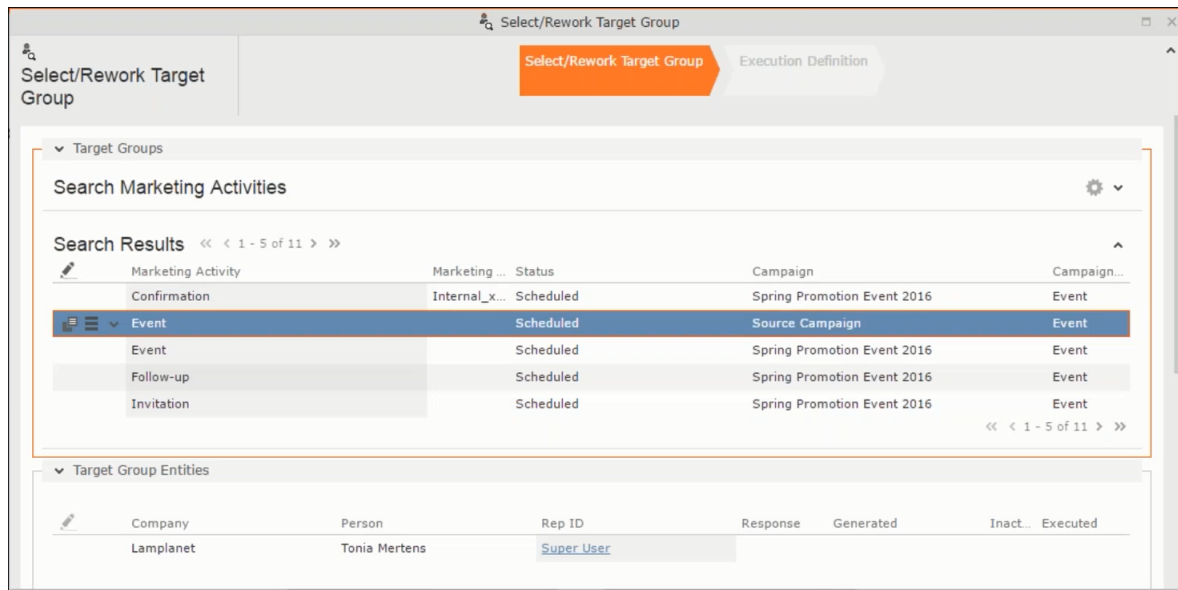 Select/Rework Target Group
Select/Rework Target
Group
Select/Rework Target Group
Execution Definition
Target Groups
Search Marketing Activities
Search Results « < 1 - 5 of 11 > »
Marketing Activity Marketing ... Status Campaign Campaign...
Confirmation Internal_x... Scheduled Spring Promotion Event 2016 Event
Event Scheduled Source Campaign Event
Event Scheduled Spring Promotion Event 2016 Event
Follow-up Scheduled Spring Promotion Event 2016 Event
Invitation Scheduled Spring Promotion Event 2016 Event
« < 1 - 5 of 11 > »
Target Group Entities
Company Person Rep ID Response Generated Inact... Executed
Lamplanet Tonia Mertens Super User